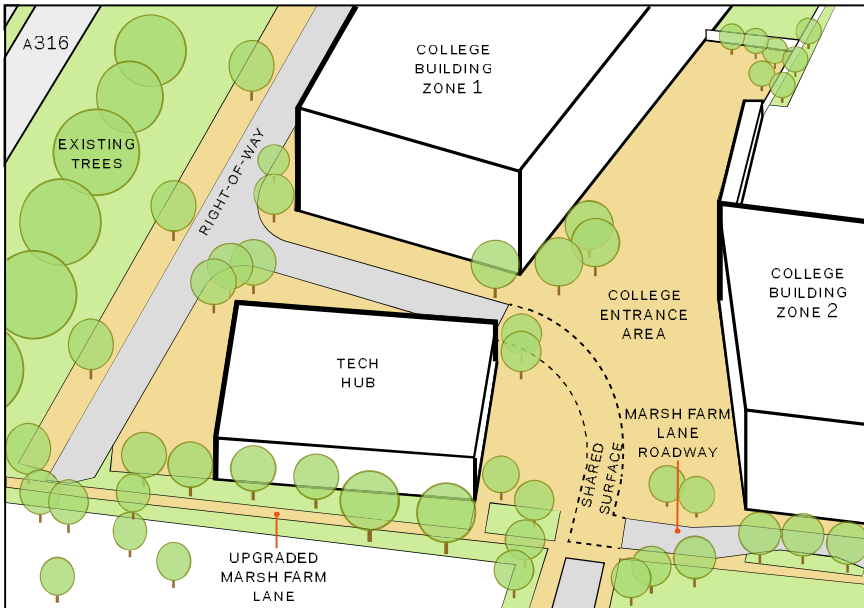 A316
COLLEGE
BUILDING
ZONE 1
EXISTING
TREES
RIGHT-OF-WAY
COLLEGE
ENTRANCE
AREA
COLLEGE
BUILDING
ZONE 2
TECH
HUB
MARSH FARM
LANE
ROADWAY
SHARED
SURFACE
UPGRADED
MARSH FARM
LANE